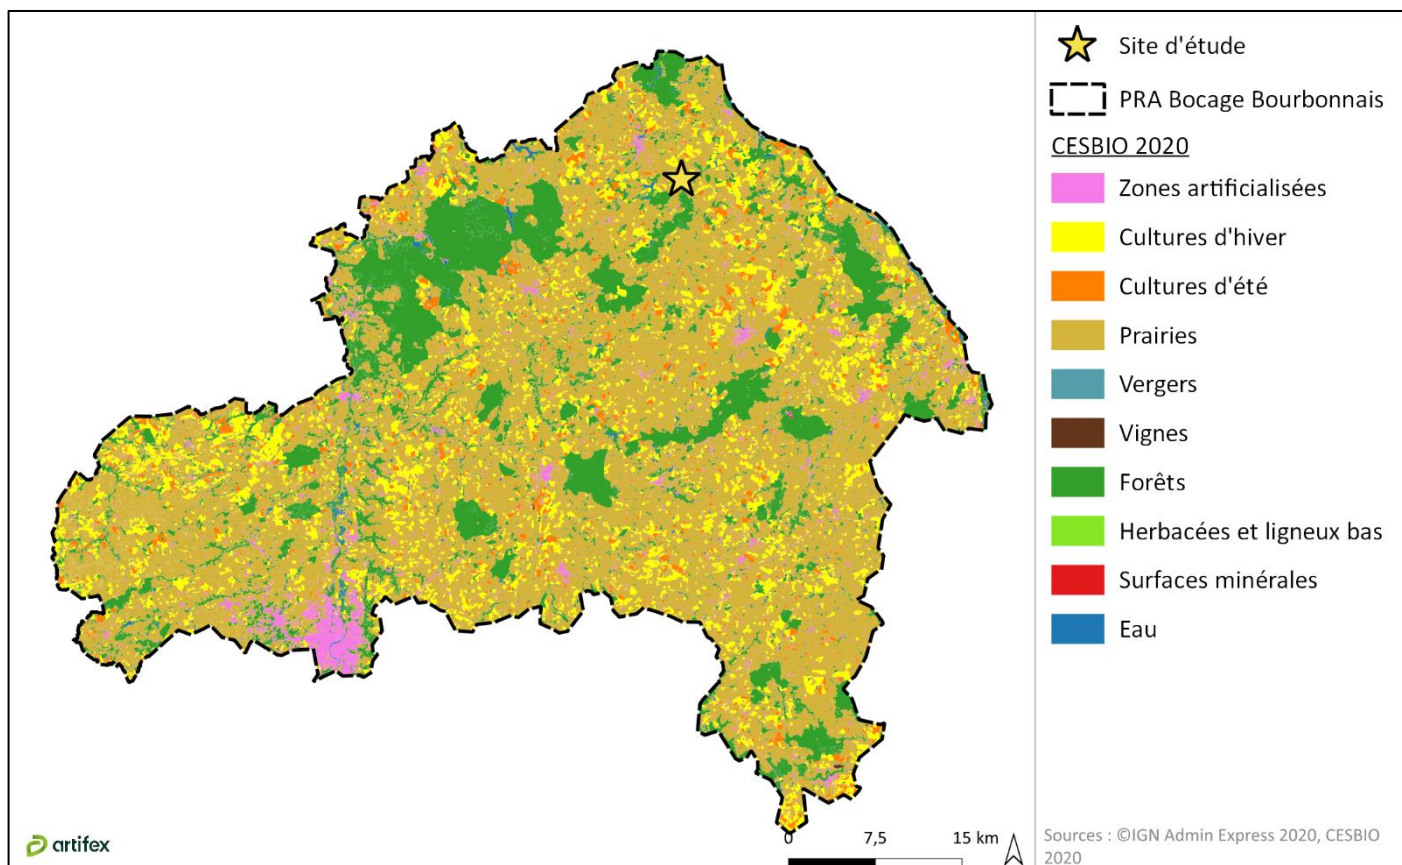 Site d'étude
PRA Bocage Bourbonnais
CESBIO 2020
Zones artificialisées
Cultures d'hiver
Cultures d'été
Prairies
Vergers
Vignes
Forêts
Herbacées et ligneux bas
Surfaces minérales
Eau
artifex
0 7,5 15 km
Sources : ©IGN Admin Express 2020, CESBIO
2020